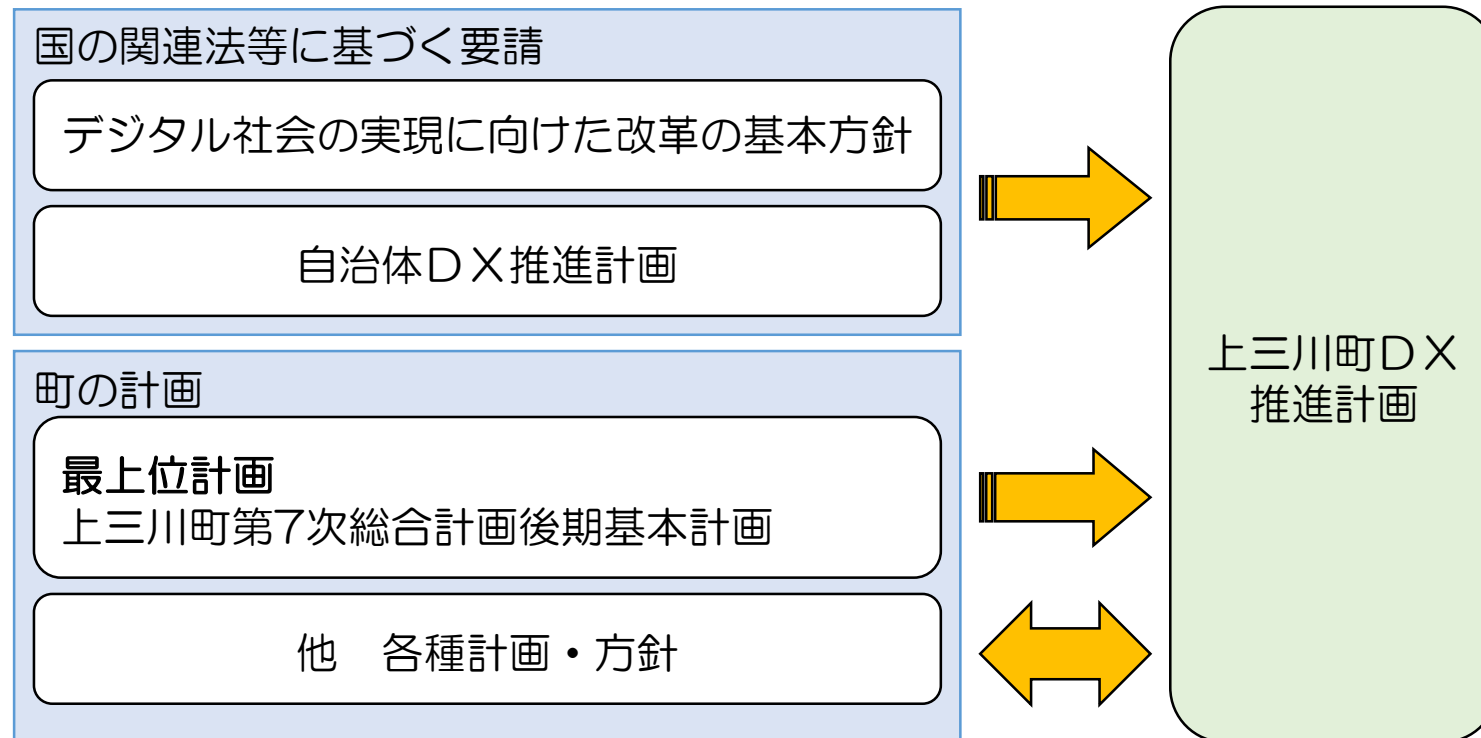 国の関連法等に基づく要請
デジタル社会の実現に向けた改革の基本方針
自治体ＤＸ推進計画
町の計画
最上位計画
上三川町第7次総合計画後期基本計画
他　各種計画・方針
上三川町ＤＸ
推進計画